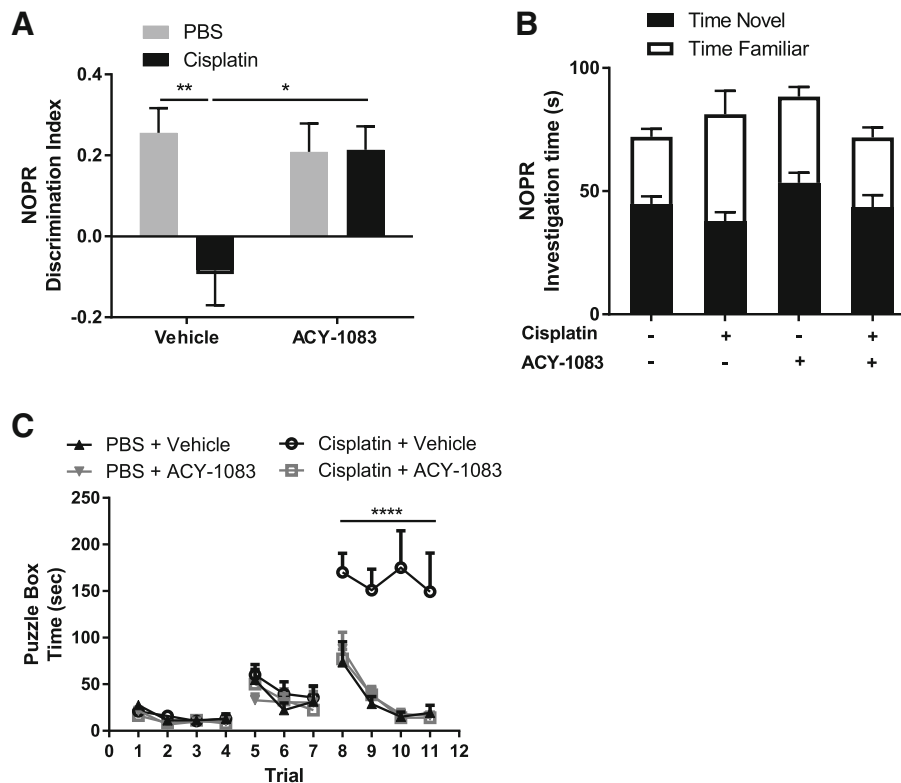 A
PBS
Cisplatin
NOPR
Discrimination Index
0.4
0.2
0.0
-0.2
**
*
Vehicle
ACY-1083
B
Time Novel
Time Familiar
NOPR
Investigation time (s)
100
50
0
Cisplatin - + - +
ACY-1083 - - + +
C
PBS + Vehicle
Cisplatin + Vehicle
PBS + ACY-1083
Cisplatin + ACY-1083
Puzzle Box
Time (sec)
250
200
150
100
50
0
****
0 1 2 3 4 5 6 7 8 9 10 11 12
Trial